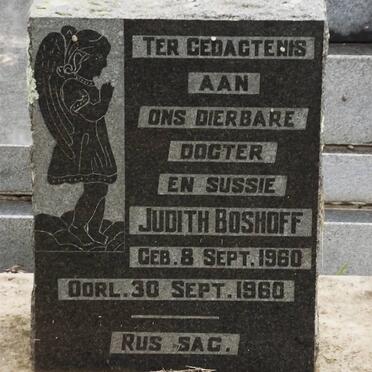 TER GEDAGTENIS
AAN
ONS DIERBARE
DOGTER
EN SUSSIE
JUDITH BOSHOFF
GEB. 8 SEPT. 1960
OORL. 30 SEPT. 1960
RUS SAG.